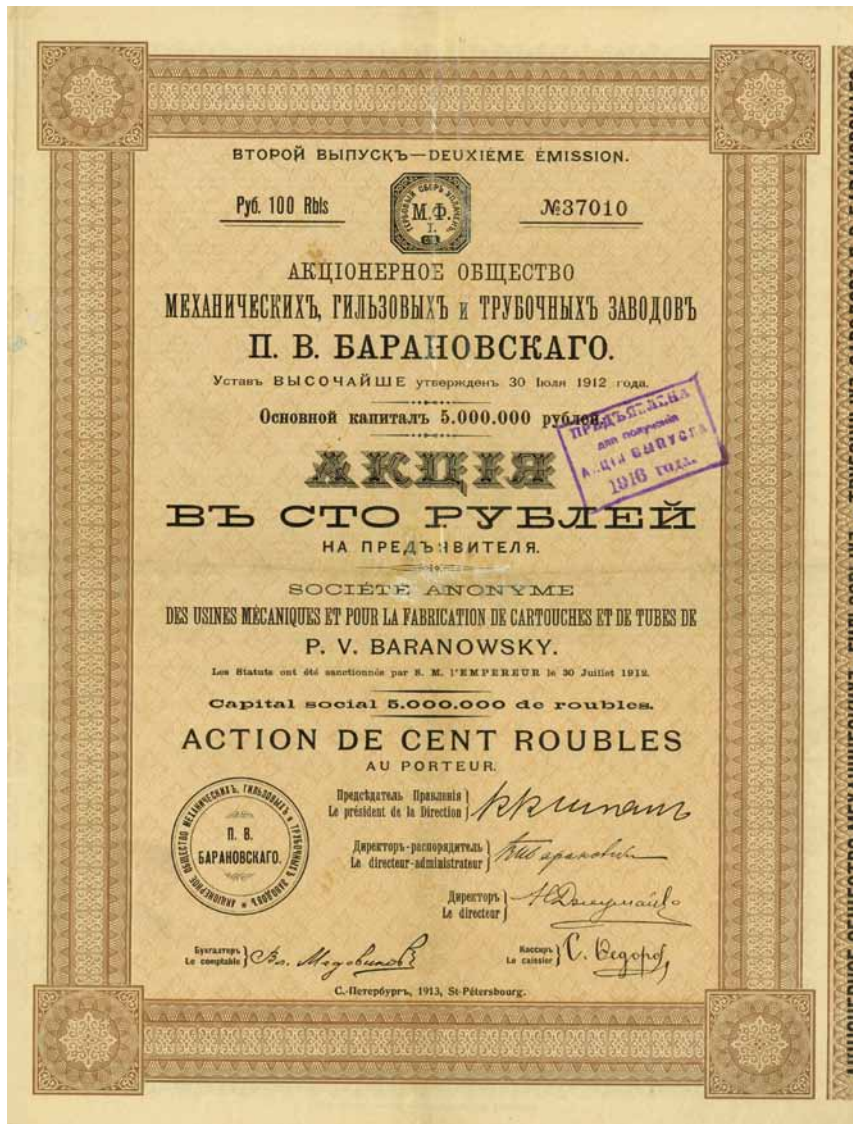 ВТОРОЙ ВЫПУСКЪ—DEUXIÈME ÉMISSION.
Руб. 100 Rbls
М.Ф.
№37010
АКЦІОНЕРНОЕ ОБЩЕСТВО
МЕХАНИЧЕСКИХЪ, ГИЛЬЗОВЫХЪ и ТРУБОЧНЫХЪ ЗАВОДОВЪ
П. В. БАРАНОВСКАГО.
Уставъ ВЫСОЧАЙШЕ утвержденъ 30 Іюля 1912 года.
Основной капиталъ 5.000.000 рублей.
ПРЕДЪЯВЛЕНА
для полученія
АКЦІИ ВЫПУСКА
1916 года.
АКЦІЯ
ВЪ СТО РУБЛЕЙ
НА ПРЕДЪЯВИТЕЛЯ.
SOCIÉTÉ ANONYME
DES USINES MÉCANIQUES ET POUR LA FABRICATION DE CARTOUCHES ET DE TUBES DE
P. V. BARANOWSKY.
Les Statuts ont été sanctionnés par S. M. l'EMPEREUR le 30 Juillet 1912.
Capital social 5.000.000 de roubles.
ACTION DE CENT ROUBLES
AU PORTEUR.
АКЦІОНЕРНОЕ ОБЩЕСТВО МЕХАНИЧЕСКИХЪ, ГИЛЬЗОВЫХЪ и ТРУБОЧНЫХЪ ЗАВОДОВЪ
П. В.
БАРАНОВСКАГО.
Предсѣдатель Правленія
Le président de la Direction
Директоръ-распорядитель
Le directeur-administrateur
Директоръ
Le directeur
Бухгалтеръ
Le comptable
Кассиръ
Le caissier
С. Ѳедоровъ
С.-Петербургъ, 1913, St-Pétersbourg.